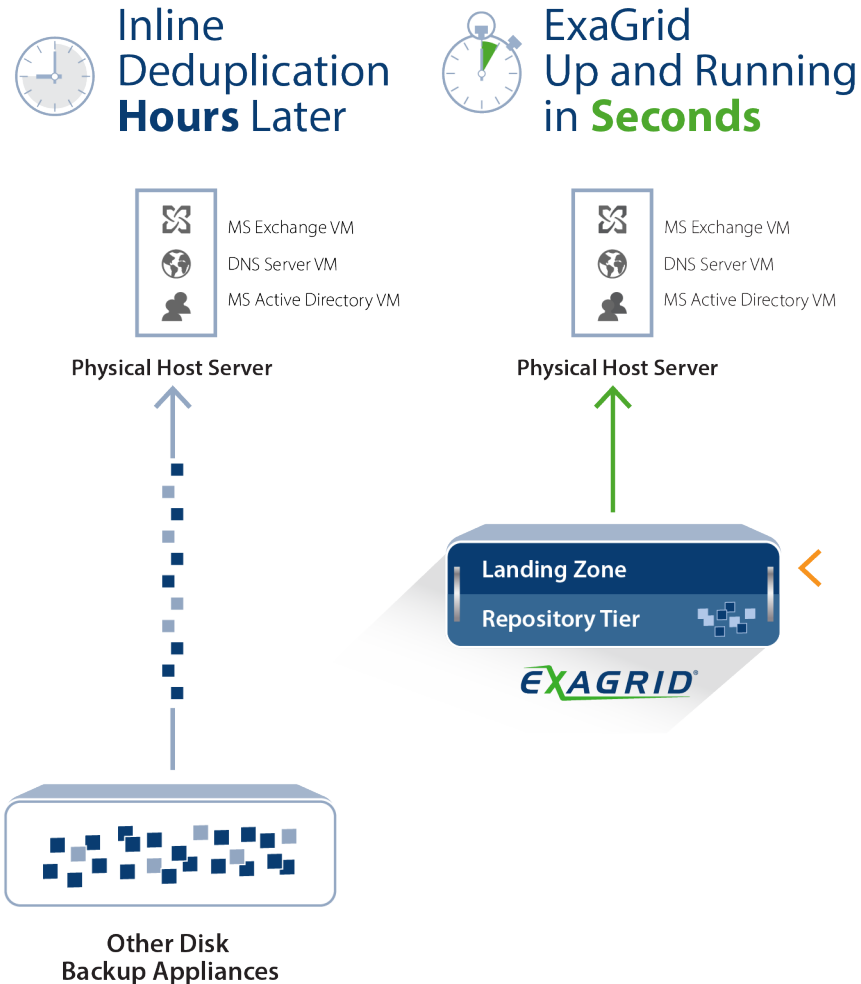 Inline
Deduplication
Hours Later
MS Exchange VM
DNS Server VM
MS Active Directory VM
Physical Host Server
Other Disk
Backup Appliances
ExaGrid
Up and Running
in Seconds
MS Exchange VM
DNS Server VM
MS Active Directory VM
Physical Host Server
Landing Zone
Repository Tier
EXAGRID®